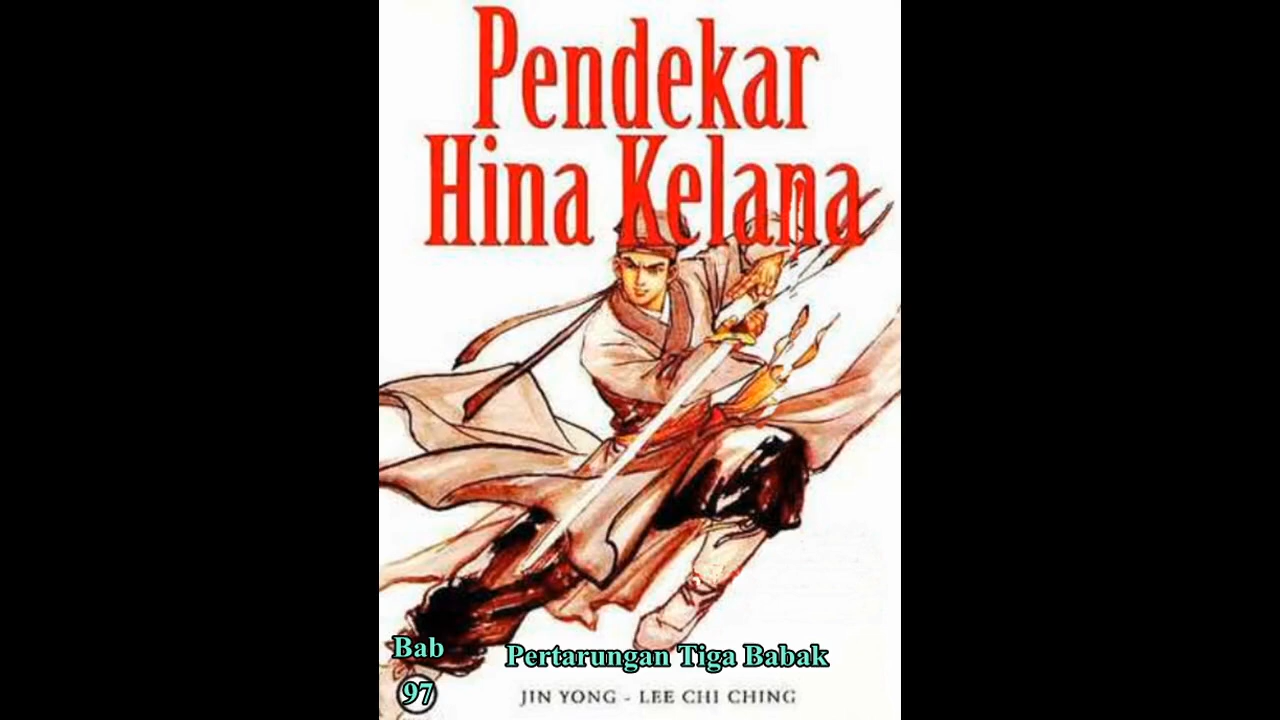 Pendekar
Hina Kelana
Bab
97
Pertarungan Tiga Babak
JIN YONG - LEE CHI CHING